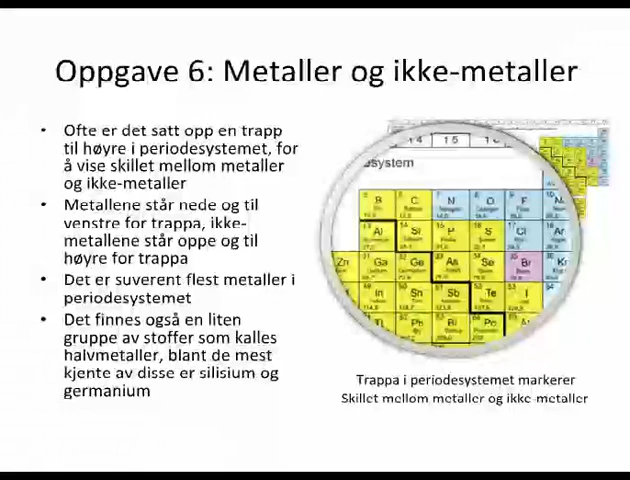 Oppgave 6: Metaller og ikke-metaller
• Ofte er det satt opp en trapp
til høyre i periodesystemet, for
å vise skillet mellom metaller
og ikke-metaller
• Metallene står nede og til
venstre for trappa, ikke-
metallene står oppe og til
høyre for trappa
• Det er suverent flest metaller i
periodesystemet
• Det finnes også en liten
gruppe av stoffer som kalles
halvmetaller, blant de mest
kjente av disse er silisium og
germanium
14 15
esystem
B C N O F
Al Si P S Cl Ar
Zn Ga Ge As Se Br Kr
In Sn Sb Te I
Tl Pb Bi Po
Trappa i periodesystemet markerer
Skillet mellom metaller og ikke-metaller